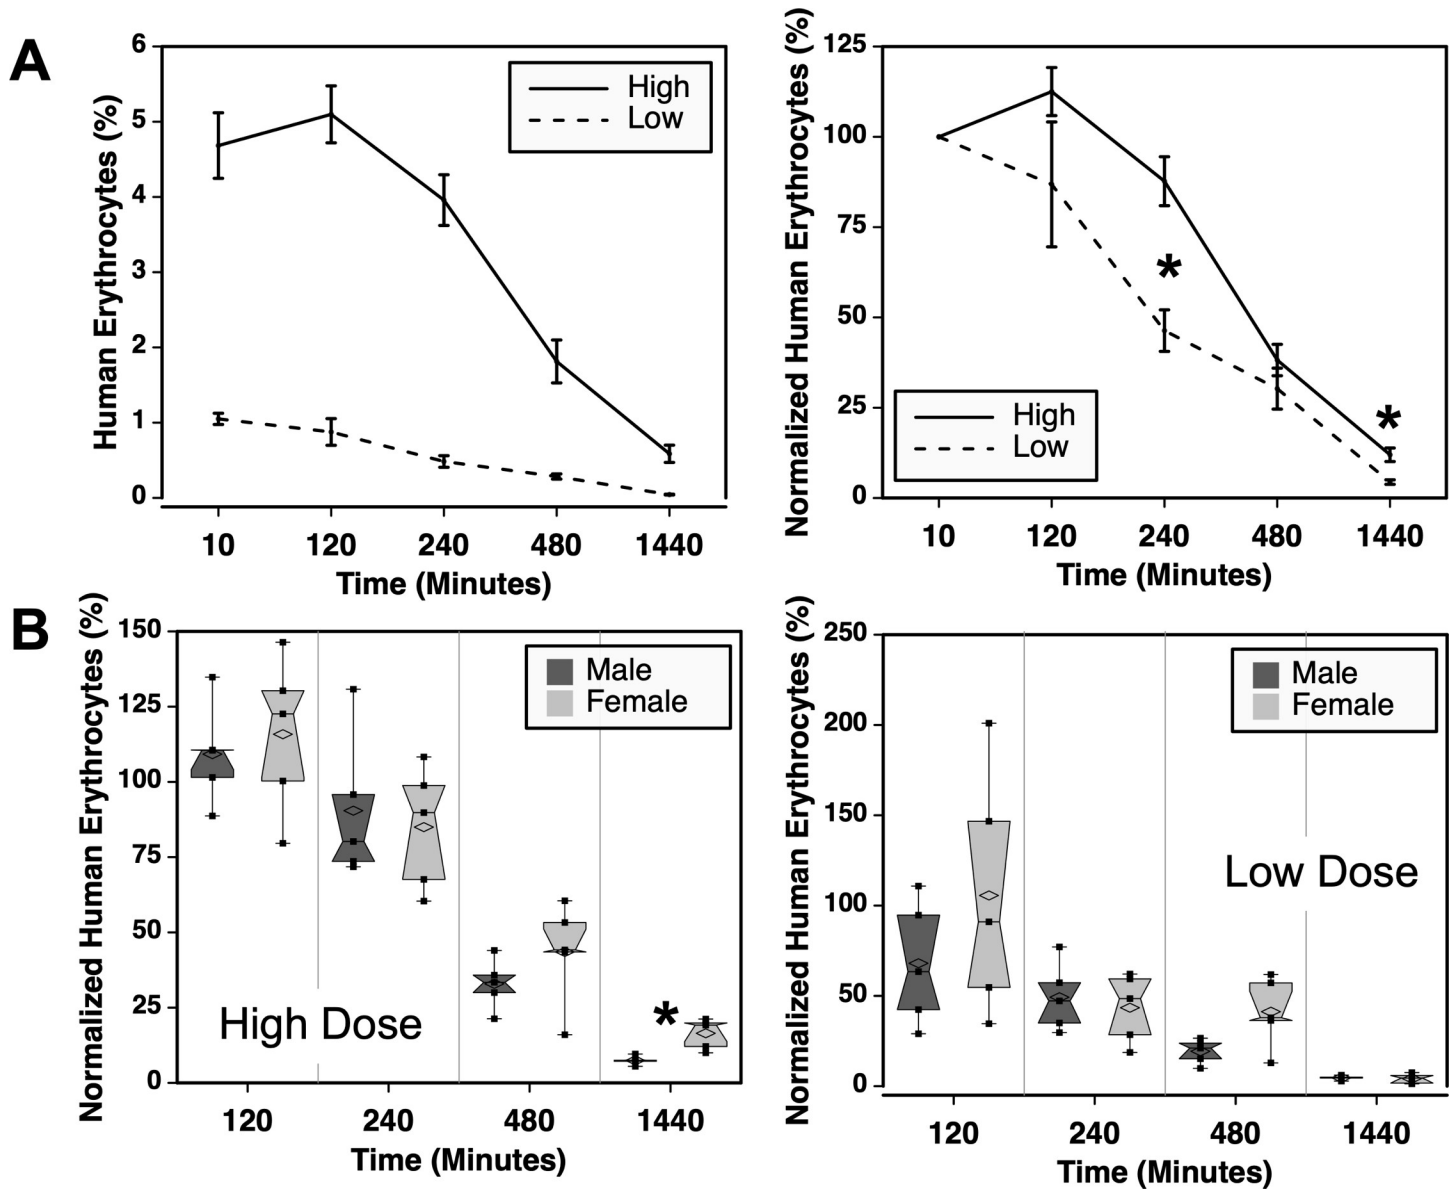 A
Human Erythrocytes (%)
6
5
4
3
2
1
0
High
Low
10 120 240 480 1440
Time (Minutes)
Normalized Human Erythrocytes (%)
125
100
75
50
25
0
*
*
High
Low
10 120 240 480 1440
Time (Minutes)
B
Normalized Human Erythrocytes (%)
150
125
100
75
50
25
0
Male
Female
High Dose
*
120 240 480 1440
Time (Minutes)
Normalized Human Erythrocytes (%)
250
200
150
100
50
0
Male
Female
Low Dose
120 240 480 1440
Time (Minutes)